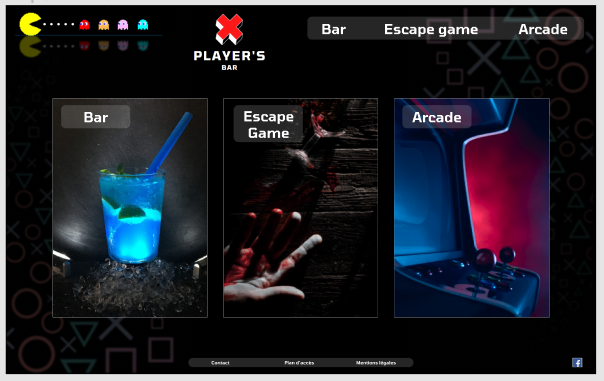 Bar Escape game Arcade
PLAYER'S
BAR
Bar
Escape
Game
Arcade
Contact Plan d'accès Mentions légales
f